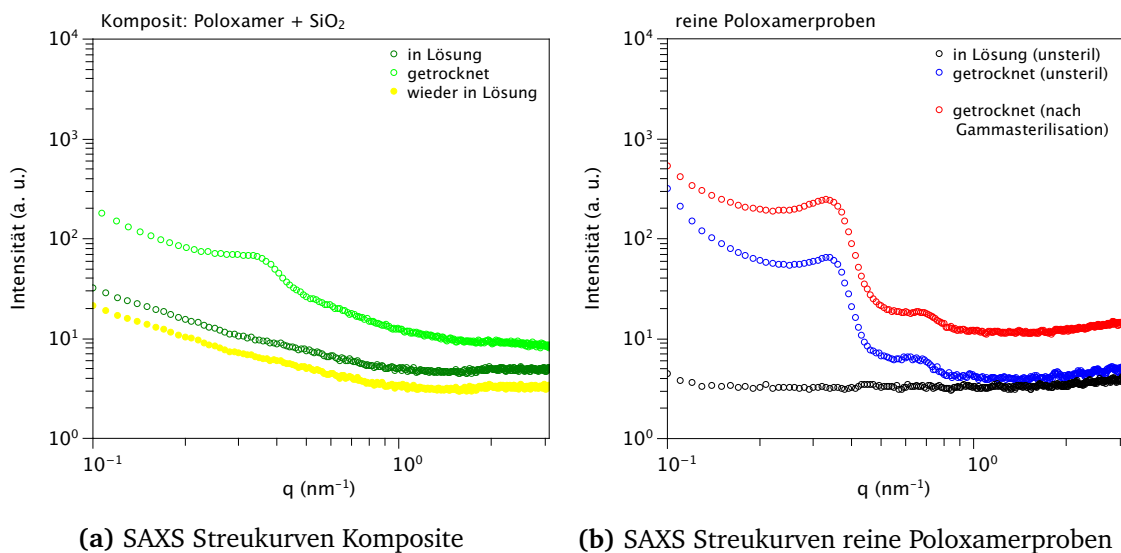 Komposit: Poloxamer + SiO₂
in Lösung
getrocknet
wieder in Lösung
10⁴
10³
10²
10¹
10⁰
Intensität (a. u.)
10⁻¹
10⁰
q (nm⁻¹)
(a) SAXS Streukurven Komposite
reine Poloxamerproben
in Lösung (unsteril)
getrocknet (unsteril)
getrocknet (nach
Gammasterilisation)
10⁴
10³
10²
10¹
10⁰
Intensität (a. u.)
10⁻¹
10⁰
q (nm⁻¹)
(b) SAXS Streukurven reine Poloxamerproben